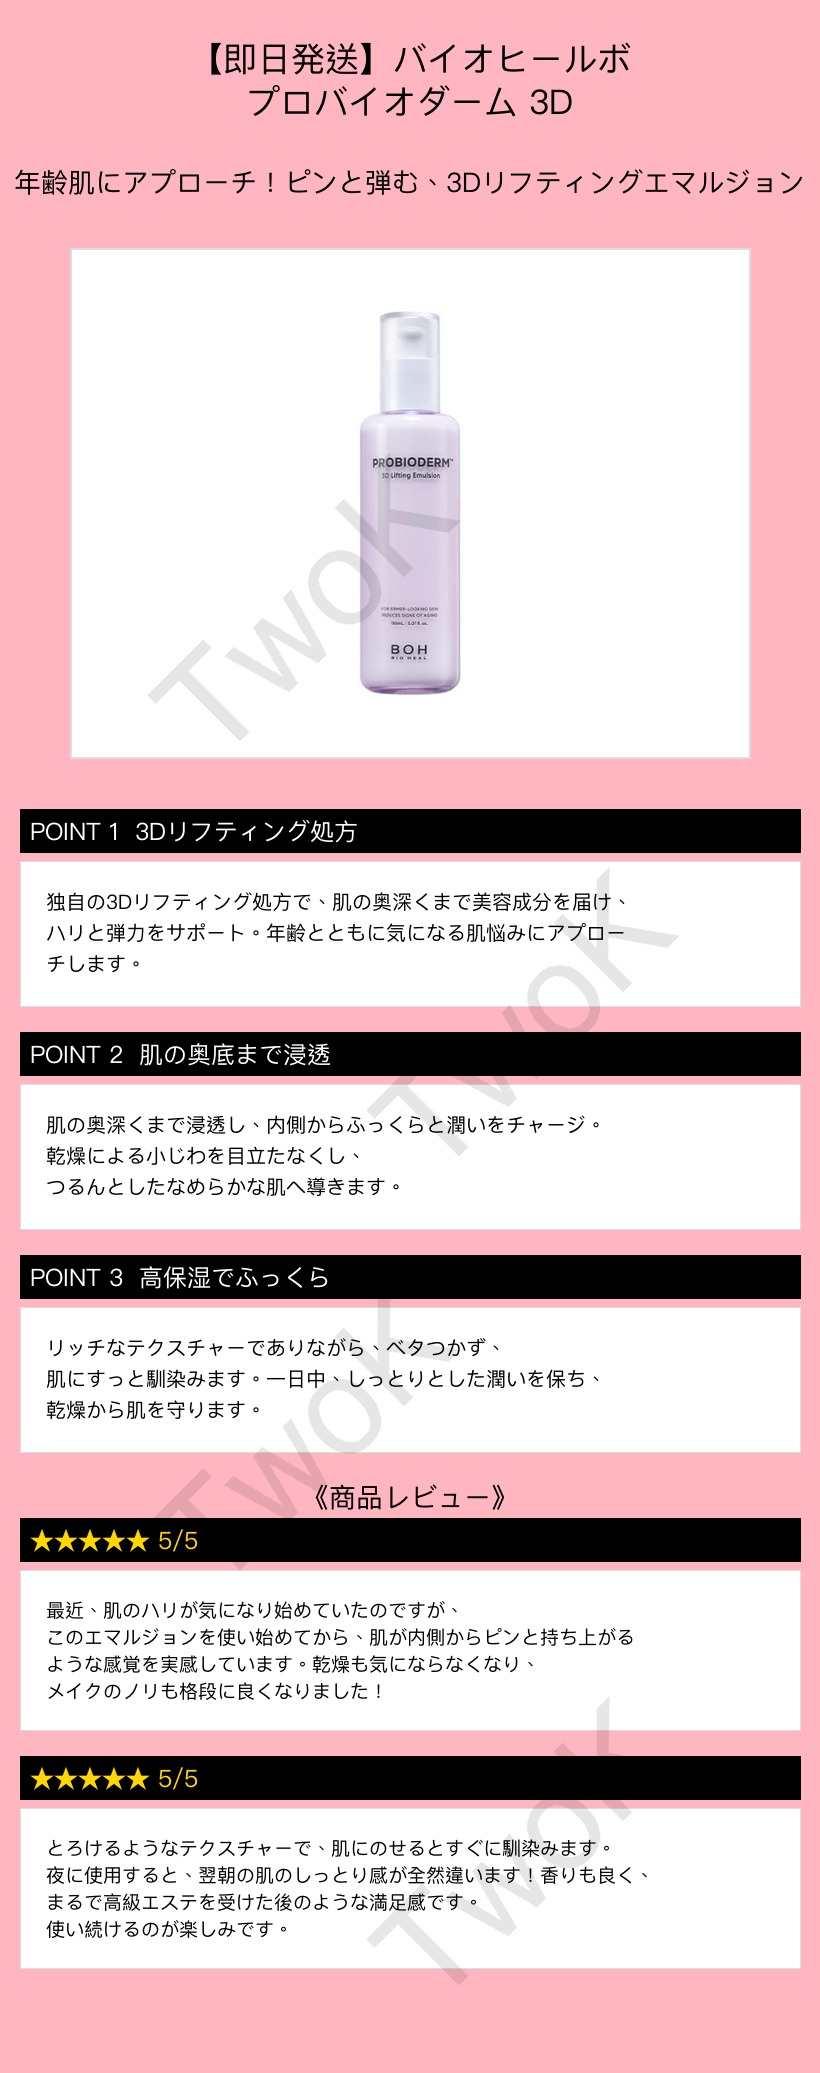 【即日発送】バイオヒールボ
プロバイオダーム 3D
年齢肌にアプローチ！ピンと弾む、3Dリフティングエマルジョン
PROBIODERM™
3D Lifting Emulsion
FOR FIRMER-LOOKING SKIN
REDUCES SIGNS OF AGING
150mL / 5.07 fl. oz.
BOH
BIO HEAL
TwoK
POINT 1 3Dリフティング処方
独自の3Dリフティング処方で、肌の奥深くまで美容成分を届け、
ハリと弾力をサポート。年齢とともに気になる肌悩みにアプロー
チします。
TwoK
POINT 2 肌の奥底まで浸透
肌の奥深くまで浸透し、内側からふっくらと潤いをチャージ。
乾燥による小じわを目立たなくし、
つるんとしたなめらかな肌へ導きます。
POINT 3 高保湿でふっくら
リッチなテクスチャーでありながら、ベタつかず、
肌にすっと馴染みます。一日中、しっとりとした潤いを保ち、
乾燥から肌を守ります。
TwoK
《商品レビュー》
★★★★★ 5/5
最近、肌のハリが気になり始めていたのですが、
このエマルジョンを使い始めてから、肌が内側からピンと持ち上がる
ような感覚を実感しています。乾燥も気にならなくなり、
メイクのノリも格段に良くなりました！
★★★★★ 5/5
とろけるようなテクスチャーで、肌にのせるとすぐに馴染みます。
夜に使用すると、翌朝の肌のしっとり感が全然違います！香りも良く、
まるで高級エステを受けた後のような満足感です。
使い続けるのが楽しみです。
TwoK